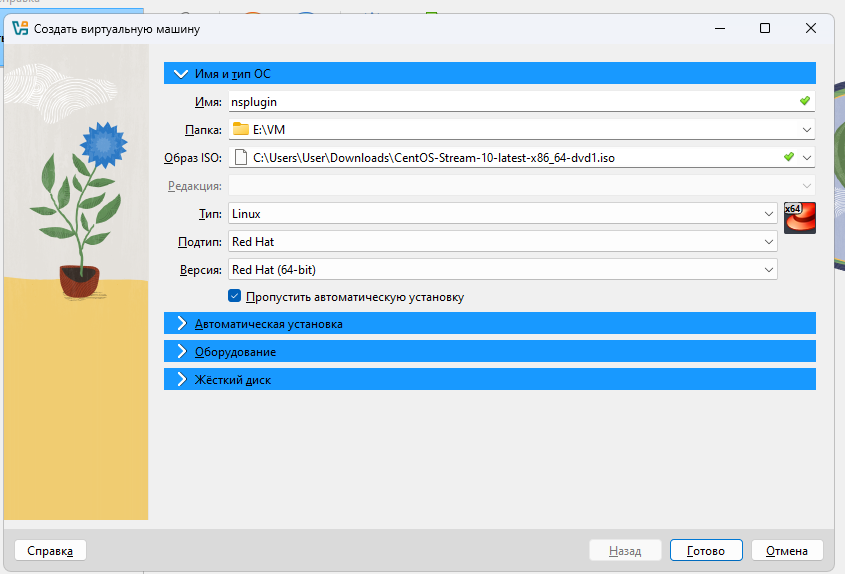 Создать виртуальную машину
Имя и тип ОС
Имя: nsplugin
Папка: E:\VM
Образ ISO: C:\Users\User\Downloads\CentOS-Stream-10-latest-x86_64-dvd1.iso
Редакция:
Тип: Linux
x64
Подтип: Red Hat
Версия: Red Hat (64-bit)
Пропустить автоматическую установку
Автоматическая установка
Оборудование
Жёсткий диск
Справка Назад Готово Отмена